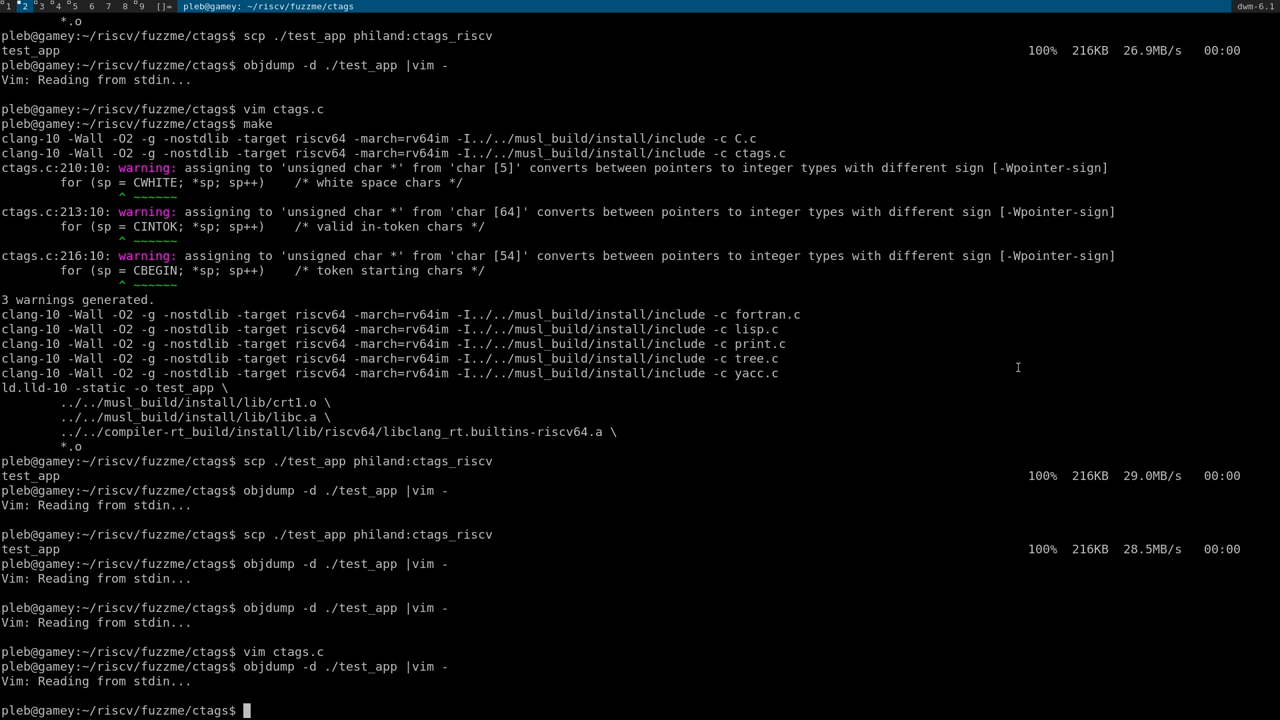 1 2 3 4 5 6 7 8 9 []= pleb@gamey: ~/riscv/fuzzme/ctags dwm-6.1
*.o
pleb@gamey:~/riscv/fuzzme/ctags$ scp ./test_app philand:ctags_riscv
test_app 100% 216KB 26.9MB/s 00:00
pleb@gamey:~/riscv/fuzzme/ctags$ objdump -d ./test_app |vim -
Vim: Reading from stdin...
pleb@gamey:~/riscv/fuzzme/ctags$ vim ctags.c
pleb@gamey:~/riscv/fuzzme/ctags$ make
clang-10 -Wall -O2 -g -nostdlib -target riscv64 -march=rv64im -I../../musl_build/install/include -c C.c
clang-10 -Wall -O2 -g -nostdlib -target riscv64 -march=rv64im -I../../musl_build/install/include -c ctags.c
ctags.c:210:10: warning: assigning to 'unsigned char *' from 'char [5]' converts between pointers to integer types with different sign [-Wpointer-sign]
for (sp = CWHITE; *sp; sp++) /* white space chars */
^ ~~~~~~
ctags.c:213:10: warning: assigning to 'unsigned char *' from 'char [64]' converts between pointers to integer types with different sign [-Wpointer-sign]
for (sp = CINTOK; *sp; sp++) /* valid in-token chars */
^ ~~~~~~
ctags.c:216:10: warning: assigning to 'unsigned char *' from 'char [54]' converts between pointers to integer types with different sign [-Wpointer-sign]
for (sp = CBEGIN; *sp; sp++) /* token starting chars */
^ ~~~~~~
3 warnings generated.
clang-10 -Wall -O2 -g -nostdlib -target riscv64 -march=rv64im -I../../musl_build/install/include -c fortran.c
clang-10 -Wall -O2 -g -nostdlib -target riscv64 -march=rv64im -I../../musl_build/install/include -c lisp.c
clang-10 -Wall -O2 -g -nostdlib -target riscv64 -march=rv64im -I../../musl_build/install/include -c print.c
clang-10 -Wall -O2 -g -nostdlib -target riscv64 -march=rv64im -I../../musl_build/install/include -c tree.c
clang-10 -Wall -O2 -g -nostdlib -target riscv64 -march=rv64im -I../../musl_build/install/include -c yacc.c
ld.lld-10 -static -o test_app \
../../musl_build/install/lib/crt1.o \
../../musl_build/install/lib/libc.a \
../../compiler-rt_build/install/lib/riscv64/libclang_rt.builtins-riscv64.a \
*.o
pleb@gamey:~/riscv/fuzzme/ctags$ scp ./test_app philand:ctags_riscv
test_app 100% 216KB 29.0MB/s 00:00
pleb@gamey:~/riscv/fuzzme/ctags$ objdump -d ./test_app |vim -
Vim: Reading from stdin...
pleb@gamey:~/riscv/fuzzme/ctags$ scp ./test_app philand:ctags_riscv
test_app 100% 216KB 28.5MB/s 00:00
pleb@gamey:~/riscv/fuzzme/ctags$ objdump -d ./test_app |vim -
Vim: Reading from stdin...
pleb@gamey:~/riscv/fuzzme/ctags$ objdump -d ./test_app |vim -
Vim: Reading from stdin...
pleb@gamey:~/riscv/fuzzme/ctags$ vim ctags.c
pleb@gamey:~/riscv/fuzzme/ctags$ objdump -d ./test_app |vim -
Vim: Reading from stdin...
pleb@gamey:~/riscv/fuzzme/ctags$